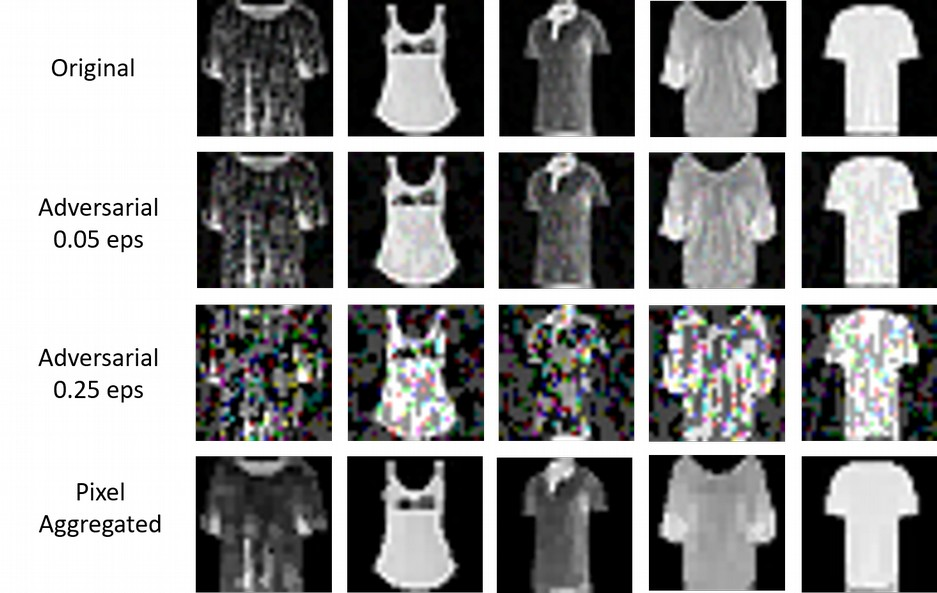 Original
Adversarial
0.05 eps
Adversarial
0.25 eps
Pixel
Aggregated